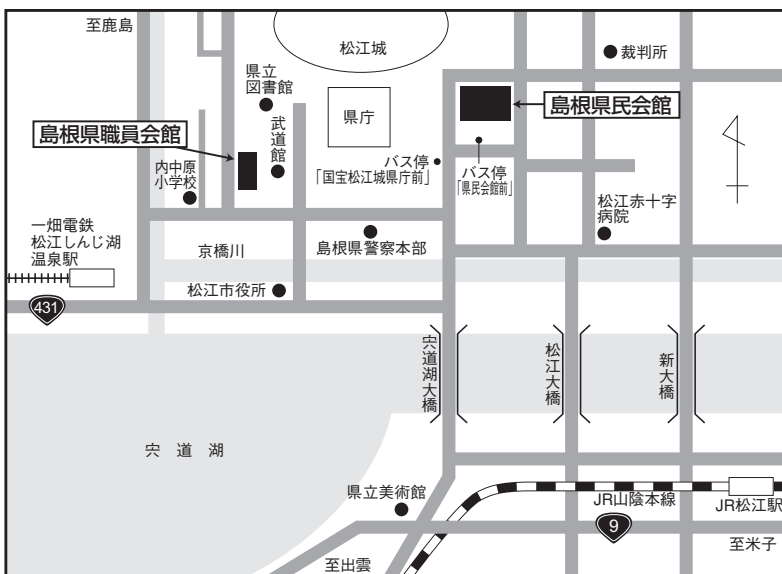 至鹿島
松江城
裁判所
県立
図書館
県庁
島根県民会館
島根県職員会館
武道館
バス停
「国宝松江城県庁前」
バス停
「県民会館前」
内中原
小学校
松江赤十字
病院
一畑電鉄
松江しんじ湖
温泉駅
京橋川
島根県警察本部
松江市役所
431
宍道湖大橋
松江大橋
新大橋
宍道湖
県立美術館
JR山陰本線
JR松江駅
9
至出雲
至米子